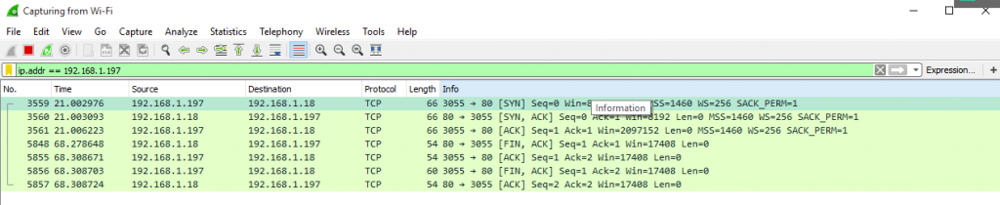 Capturing from Wi-Fi
File Edit View Go Capture Analyze Statistics Telephony Wireless Tools Help
ip.addr == 192.168.1.197 Expression... +
No. Time Source Destination Protocol Length Info
3559 21.002976 192.168.1.197 192.168.1.18 TCP 66 3055 → 80 [SYN] Seq=0 Win=8 MSS=1460 WS=256 SACK_PERM=1
Information
3560 21.003093 192.168.1.18 192.168.1.197 TCP 66 80 → 3055 [SYN, ACK] Seq=0 Ack=1 Win=8192 Len=0 MSS=1460 WS=256 SACK_PERM=1
3561 21.006223 192.168.1.197 192.168.1.18 TCP 66 3055 → 80 [ACK] Seq=1 Ack=1 Win=2097152 Len=0 MSS=1460 WS=256 SACK_PERM=1
5848 68.278648 192.168.1.18 192.168.1.197 TCP 54 80 → 3055 [FIN, ACK] Seq=1 Ack=1 Win=17408 Len=0
5855 68.308671 192.168.1.197 192.168.1.18 TCP 54 3055 → 80 [ACK] Seq=1 Ack=2 Win=17408 Len=0
5856 68.308703 192.168.1.197 192.168.1.18 TCP 60 3055 → 80 [FIN, ACK] Seq=1 Ack=2 Win=17408 Len=0
5857 68.308724 192.168.1.18 192.168.1.197 TCP 54 80 → 3055 [ACK] Seq=2 Ack=2 Win=17408 Len=0